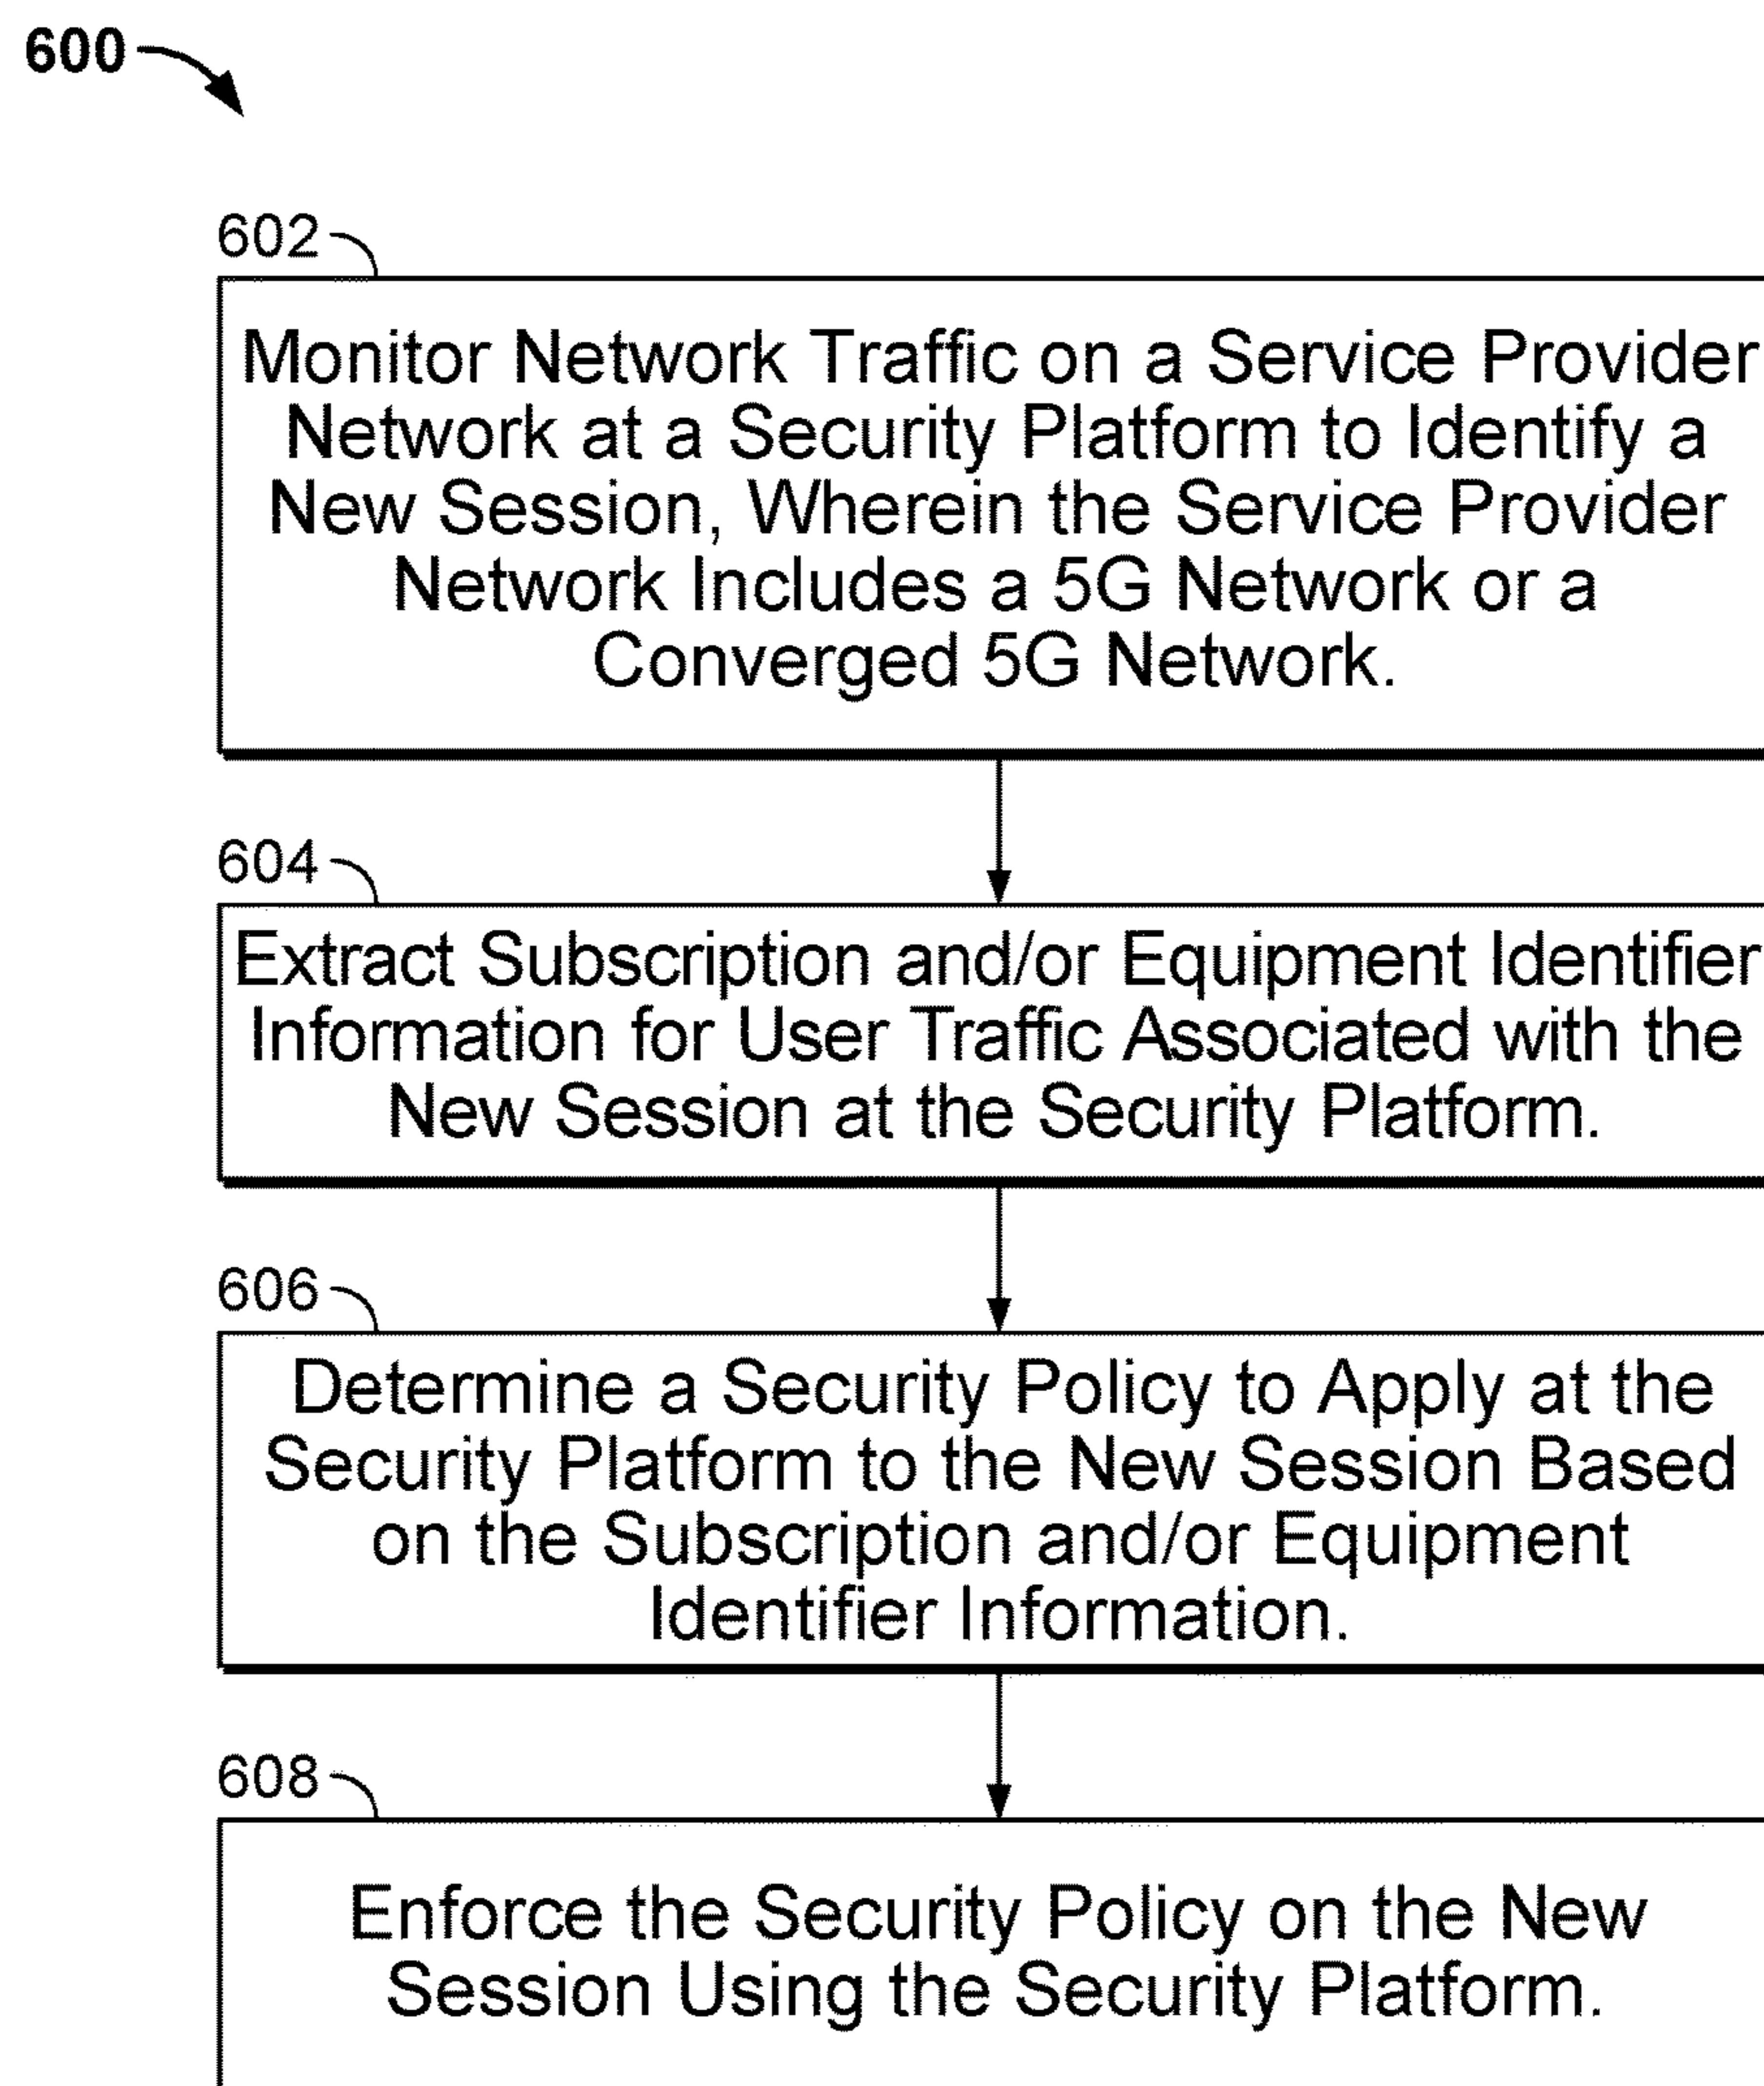 600
602
Monitor Network Traffic on a Service Provider
Network at a Security Platform to Identify a
New Session, Wherein the Service Provider
Network Includes a 5G Network or a
Converged 5G Network.
604
Extract Subscription and/or Equipment Identifier
Information for User Traffic Associated with the
New Session at the Security Platform.
606
Determine a Security Policy to Apply at the
Security Platform to the New Session Based
on the Subscription and/or Equipment
Identifier Information.
608
Enforce the Security Policy on the New
Session Using the Security Platform.